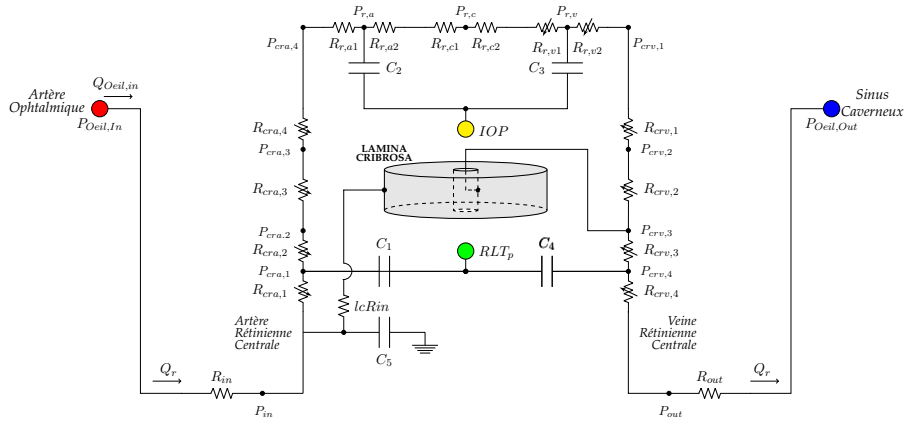 P_{r,a}
P_{r,c}
P_{r,v}
P_{cra,4}
R_{r,a1}
R_{r,a2}
R_{r,c1}
R_{r,c2}
R_{r,v1}
R_{r,v2}
P_{crv,1}
C_2
C_3
Artère
Ophtalmique
Q_{Oeil,in}
P_{Oeil,In}
Sinus
Caverneux
P_{Oeil,Out}
R_{cra,4}
IOP
R_{crv,1}
P_{cra,3}
LAMINA
CRIBROSA
P_{crv,2}
R_{cra,3}
R_{crv,2}
P_{cra.2}
P_{crv,3}
R_{cra,2}
C_1
RLT_p
C_4
R_{crv,3}
P_{cra,1}
P_{crv,4}
R_{cra,1}
R_{crv,4}
lcRin
Artère
Rétinienne
Centrale
C_5
Veine
Rétinienne
Centrale
Q_r
R_{in}
P_{in}
R_{out}
Q_r
P_{out}